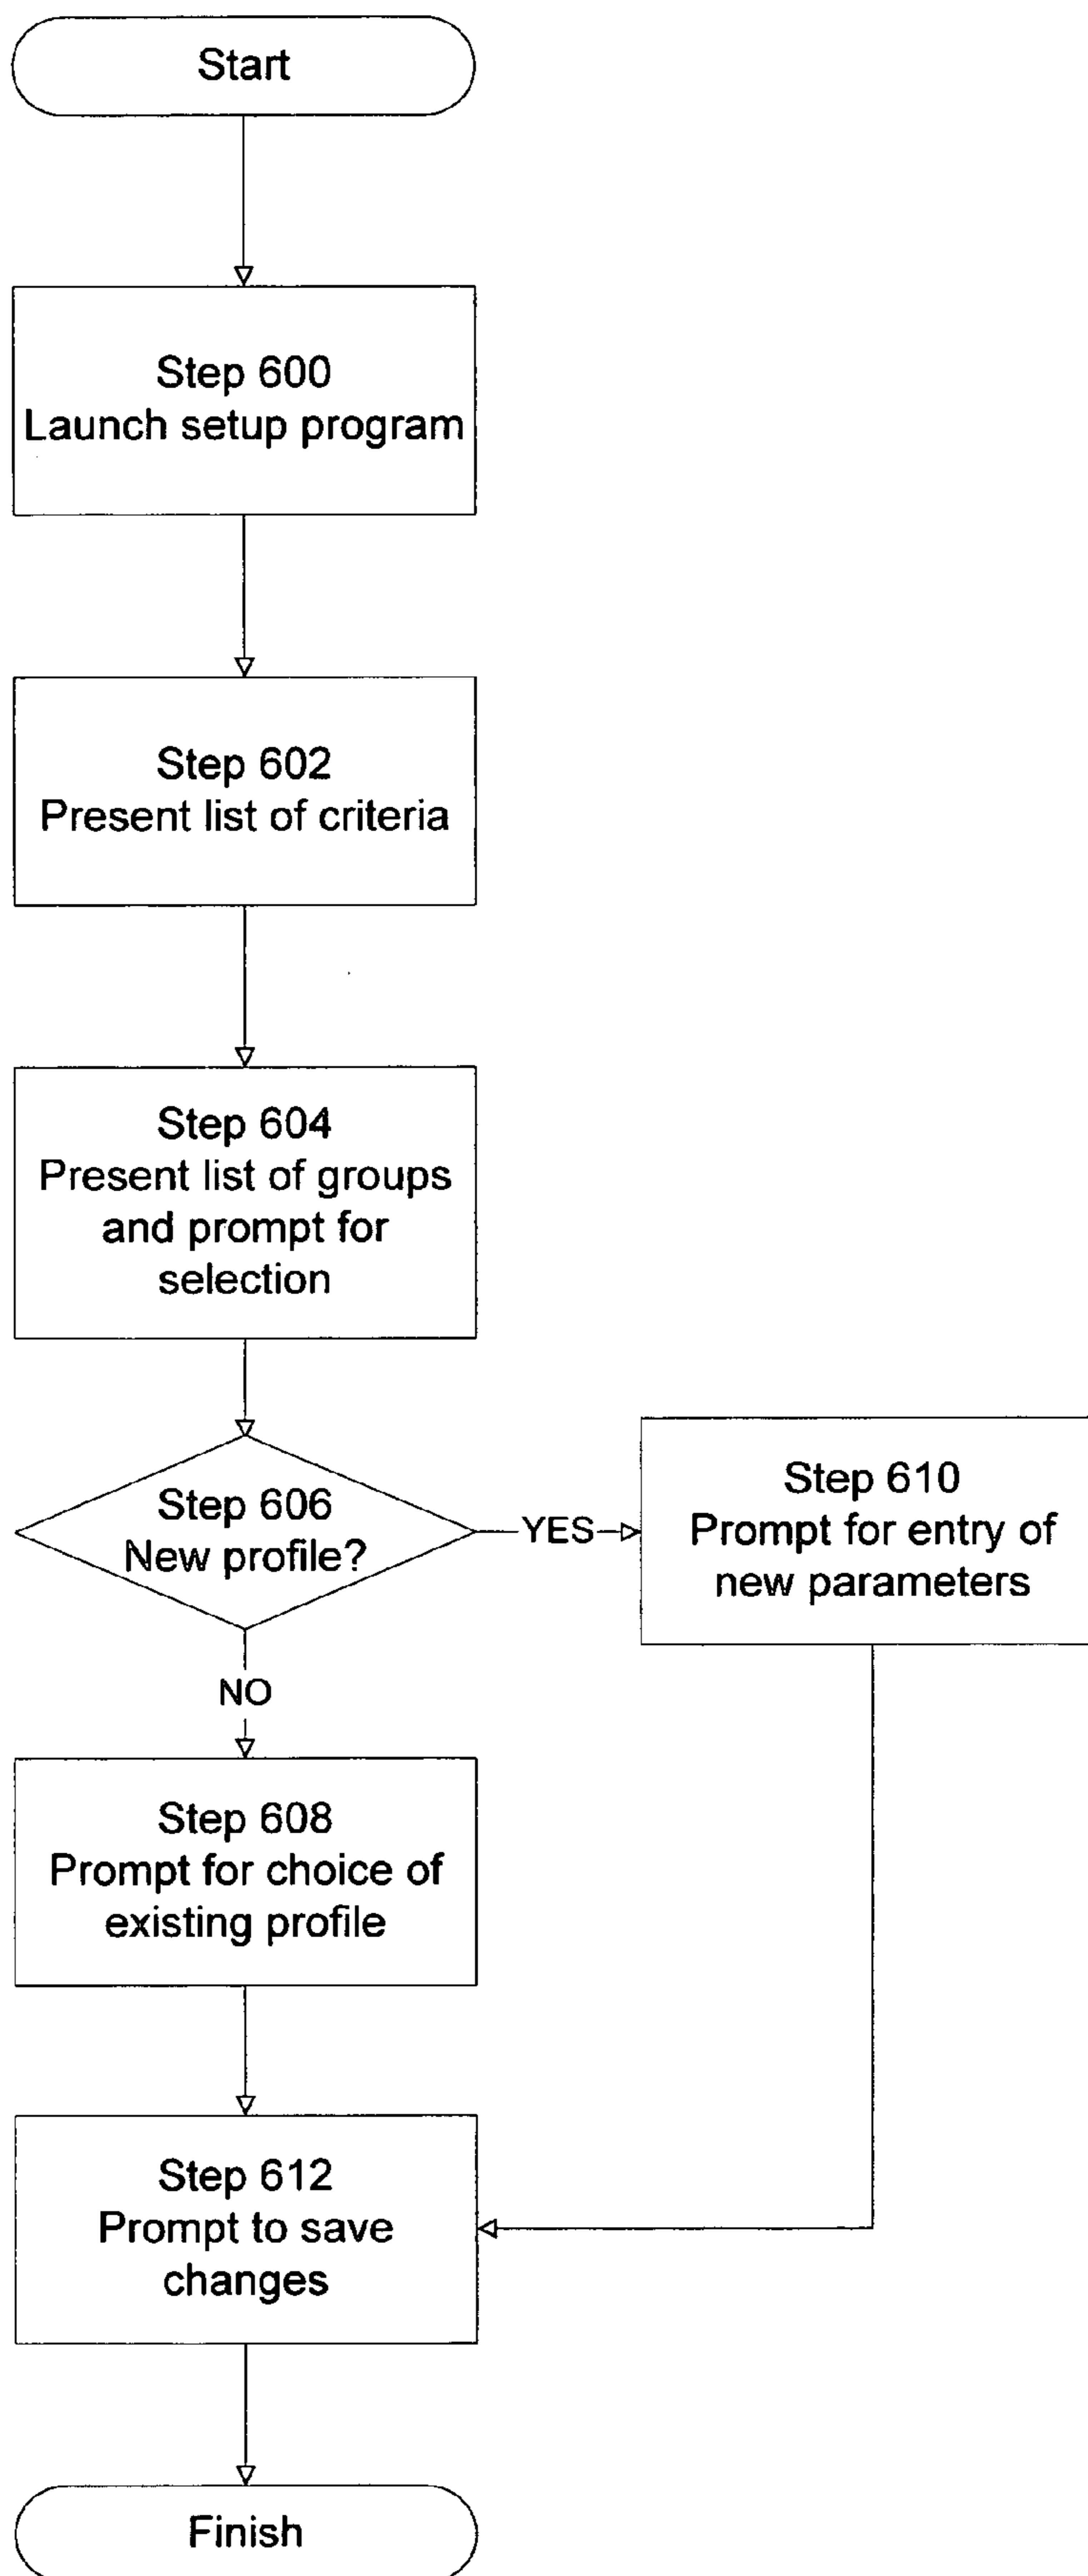 Start
Step 600
Launch setup program
Step 602
Present list of criteria
Step 604
Present list of groups
and prompt for
selection
Step 606
New profile?
YES
Step 610
Prompt for entry of
new parameters
NO
Step 608
Prompt for choice of
existing profile
Step 612
Prompt to save
changes
Finish